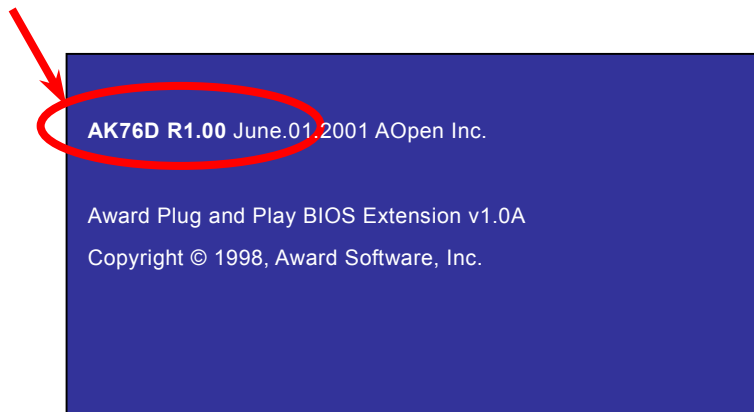 AK76D R1.00 June.01.2001 AOpen Inc.
Award Plug and Play BIOS Extension v1.0A
Copyright © 1998, Award Software, Inc.